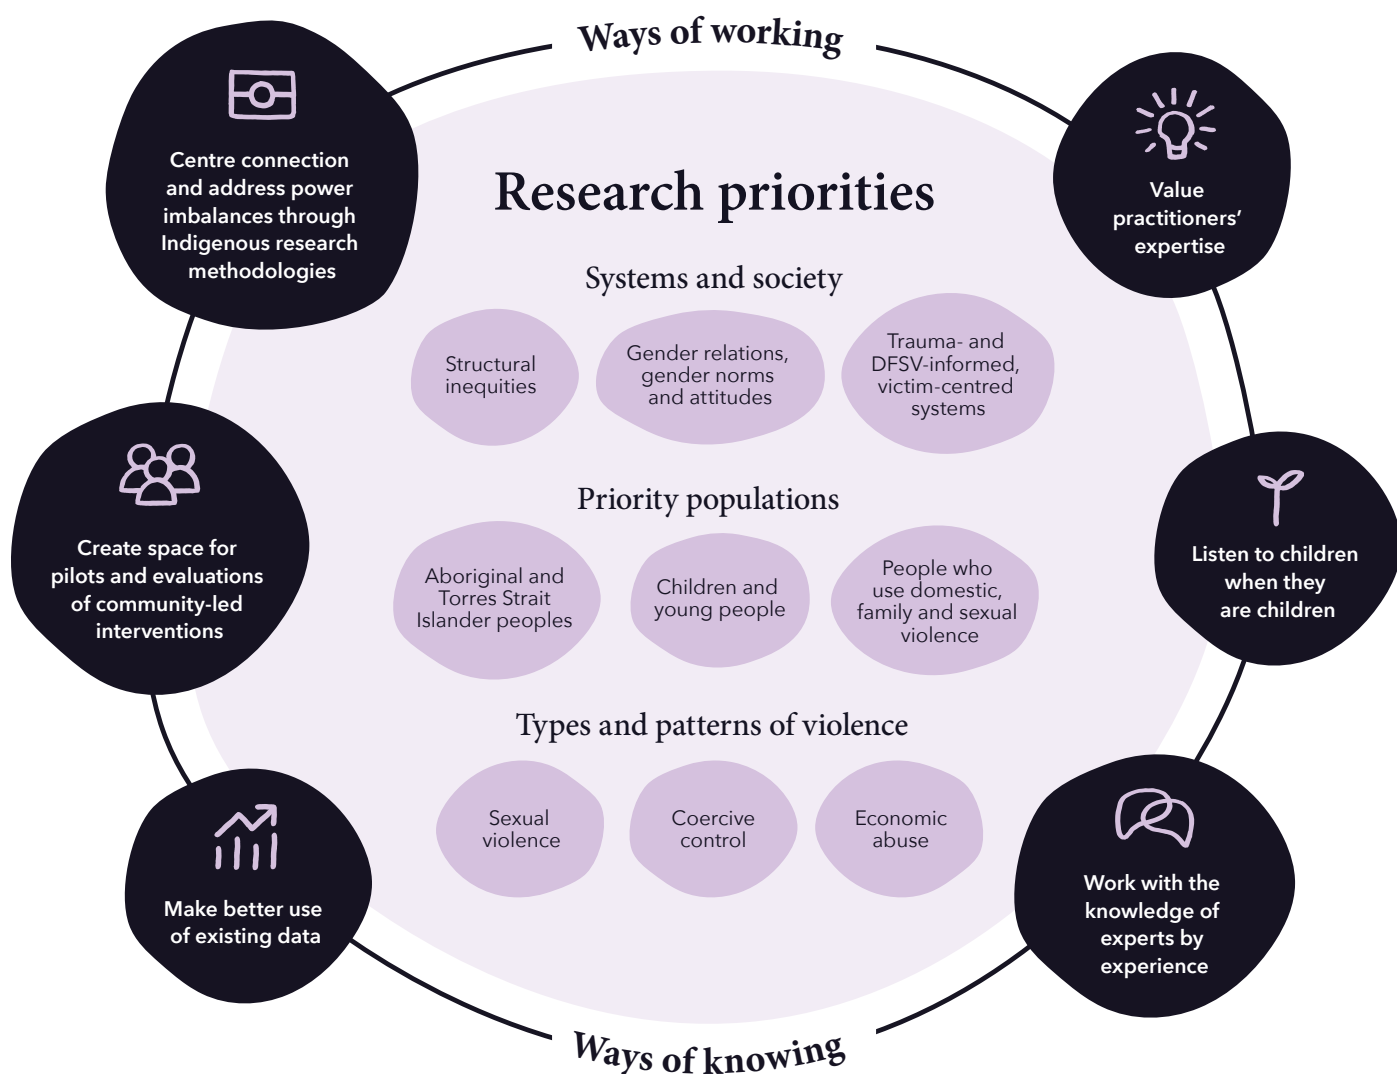 Ways of working
Centre connection
and address power
imbalances through
Indigenous research
methodologies
Value
practitioners’
expertise
Research priorities
Systems and society
Structural
inequities
Gender relations,
gender norms
and attitudes
Trauma- and
DFSV-informed,
victim-centred
systems
Create space for
pilots and evaluations
of community-led
interventions
Priority populations
Aboriginal and
Torres Strait
Islander peoples
Children and
young people
People who
use domestic,
family and sexual
violence
Listen to children
when they
are children
Types and patterns of violence
Sexual
violence
Coercive
control
Economic
abuse
Make better use
of existing data
Work with the
knowledge of
experts by
experience
Ways of knowing